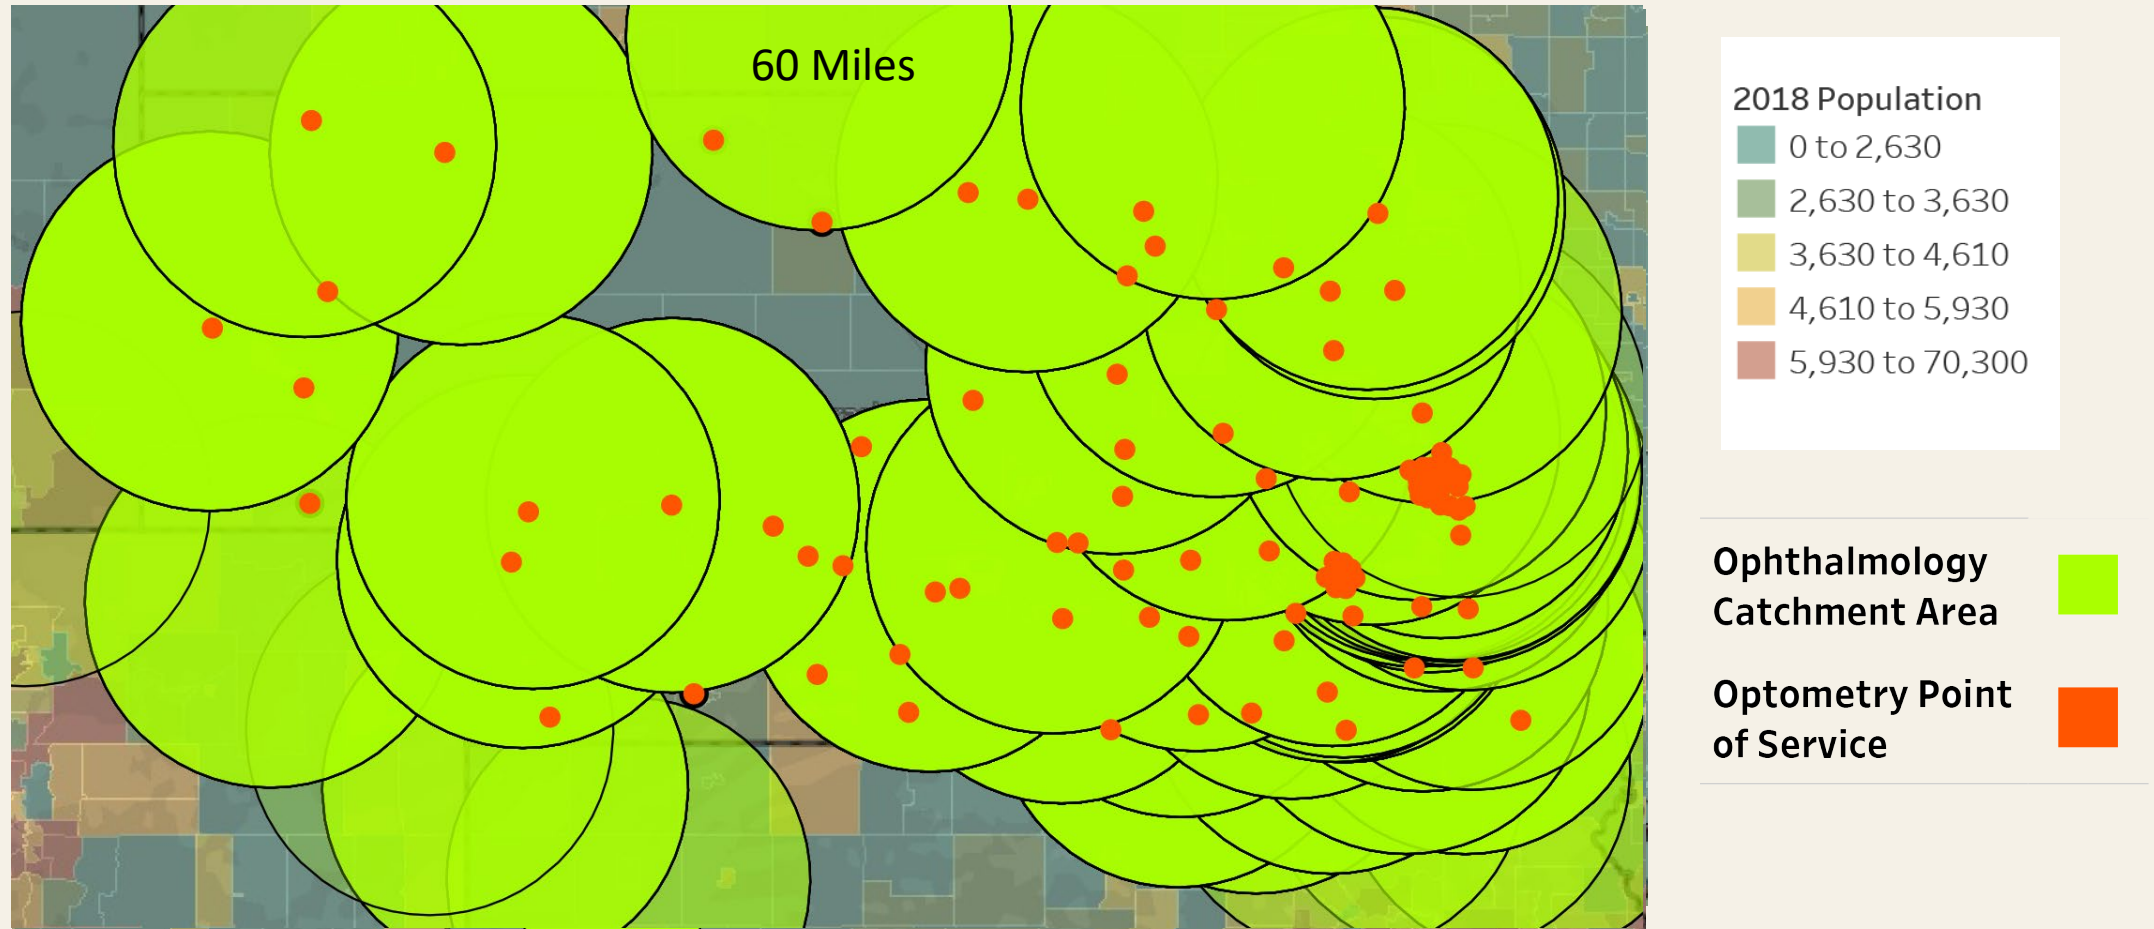 60 Miles
2018 Population
0 to 2,630
2,630 to 3,630
3,630 to 4,610
4,610 to 5,930
5,930 to 70,300
Ophthalmology
Catchment Area
Optometry Point
of Service